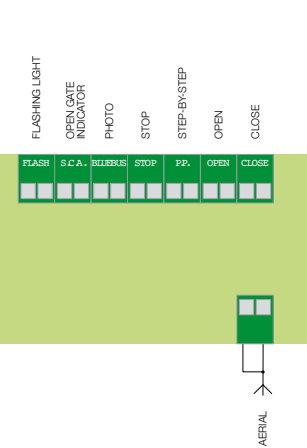 FLASHING LIGHT
OPEN GATE
INDICATOR
PHOTO
STOP
STEP-BY-STEP
OPEN
CLOSE
FLASH
S.C.A.
BLUEBUS
STOP
P.P.
OPEN
CLOSE
AERIAL